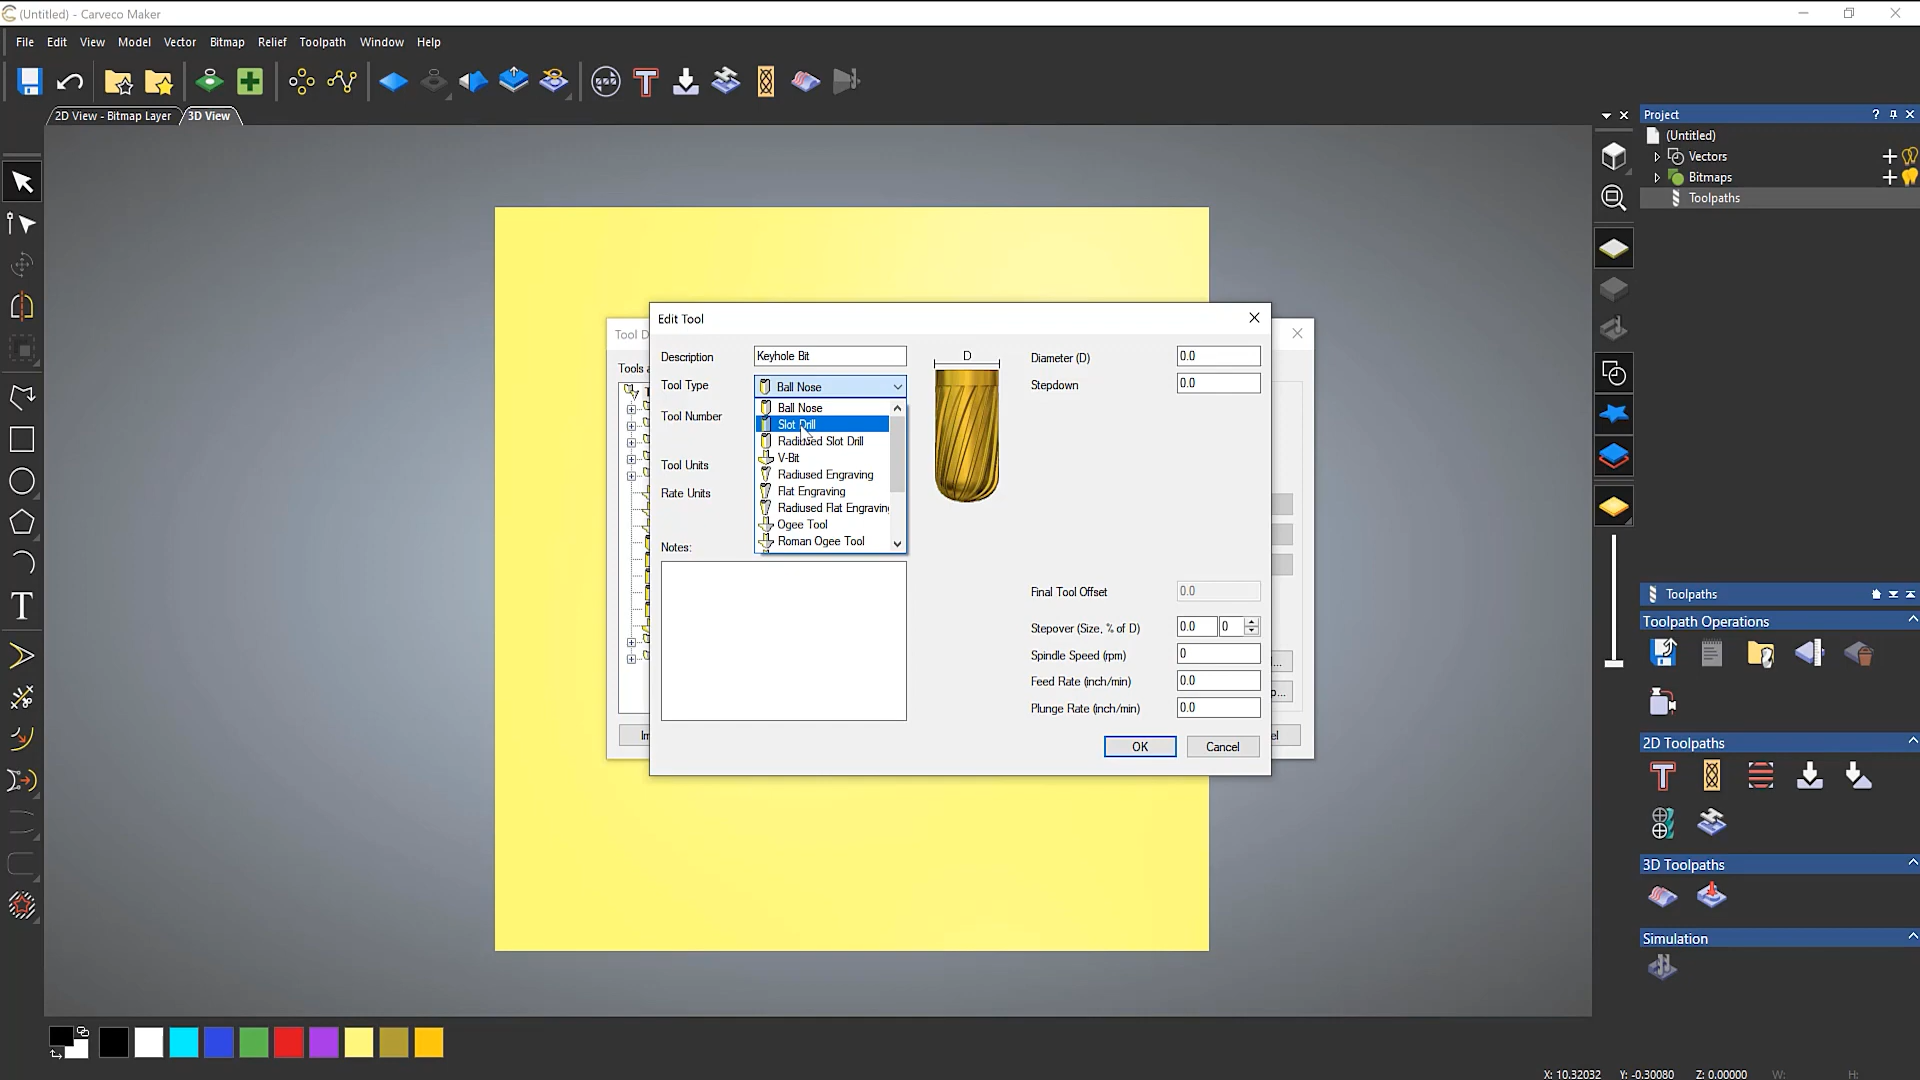 (Untitled) - Carveco Maker
File Edit View Model Vector Bitmap Relief Toolpath Window Help
2D View - Bitmap Layer 3D View
Project
(Untitled)
Vectors
Bitmaps
Toolpaths
Edit Tool
Tool D
Tools a
Description Keyhole Bit
Tool Type Ball Nose
Tool Number
Tool Units
Rate Units
Notes:
Ball Nose
Slot Drill
Radiused Slot Drill
V-Bit
Radiused Engraving
Flat Engraving
Radiused Flat Engraving
Ogee Tool
Roman Ogee Tool
D
Diameter (D) 0.0
Stepdown 0.0
Final Tool Offset 0.0
Stepover (Size, % of D) 0.0 0
Spindle Speed (rpm) 0
Feed Rate (inch/min) 0.0
Plunge Rate (inch/min) 0.0
OK Cancel
Toolpaths
Toolpath Operations
2D Toolpaths
3D Toolpaths
Simulation
X: 10.32032 Y: -0.30080 Z: 0.00000 W: H: